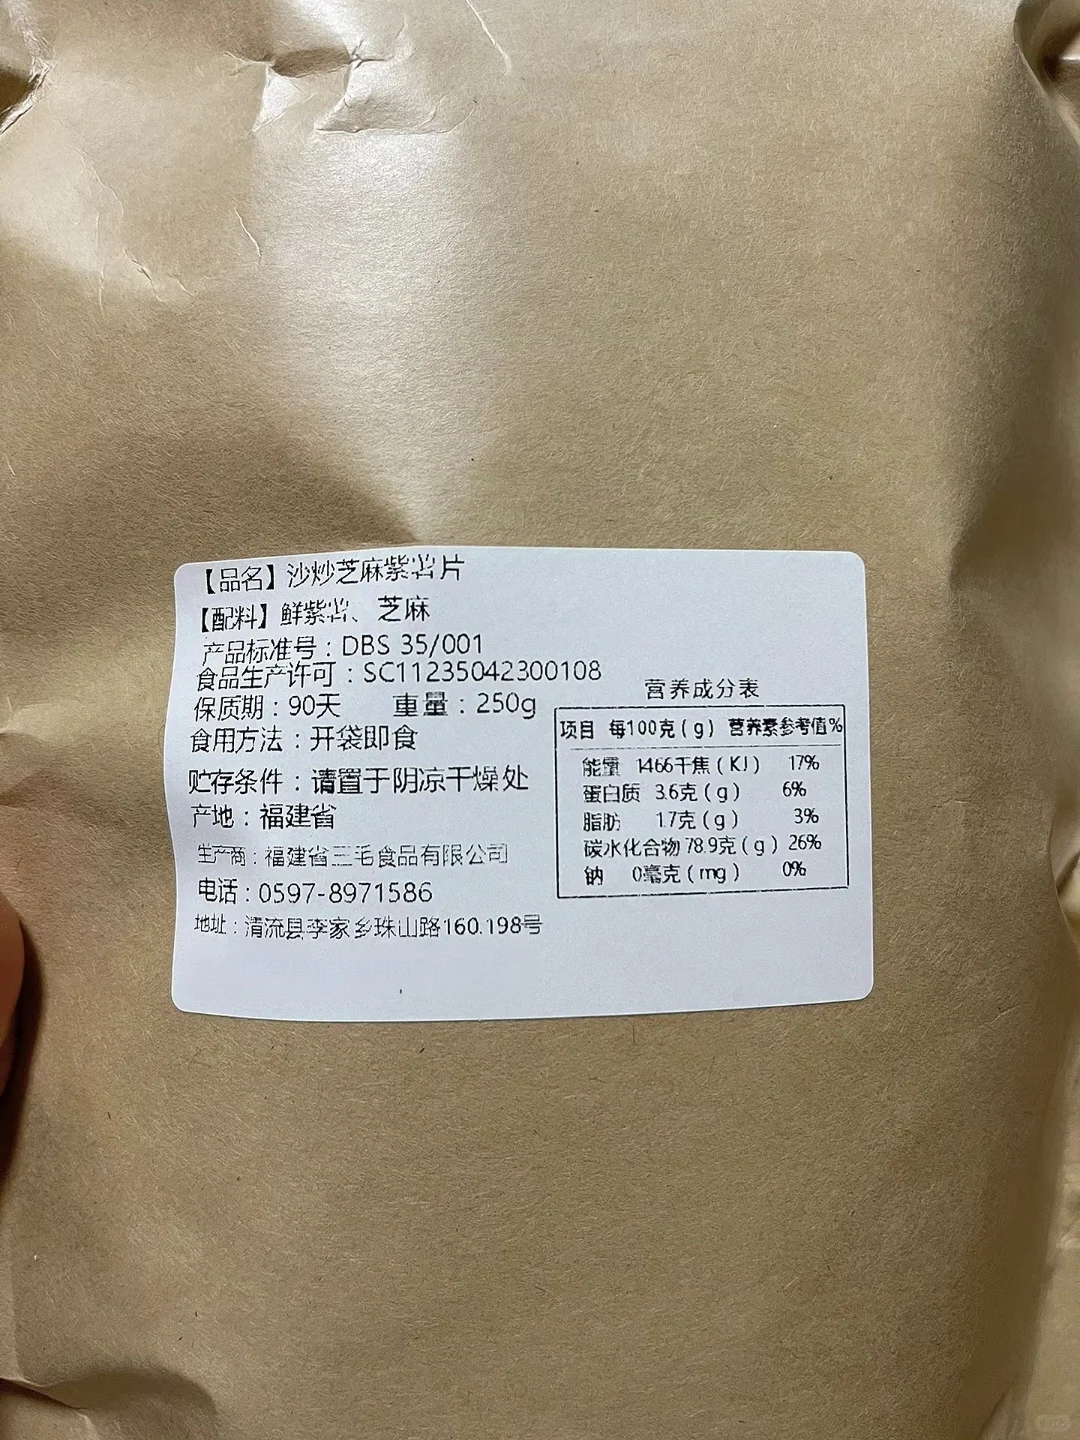 【品名】沙炒芝麻紫薯片
【配料】鲜紫薯、芝麻
产品标准号：DBS 35/001
食品生产许可：SC11235042300108
保质期：90天 重量：250g
食用方法：开袋即食
贮存条件：请置于阴凉干燥处
产地：福建省
生产商：福建省三毛食品有限公司
电话：0597-8971586
地址：清流县李家乡珠山路160.198号
营养成分表
项目 每100克(g) 营养素参考值%
能量 1466千焦(KJ) 17%
蛋白质 3.6克(g) 6%
脂肪 1.7克(g) 3%
碳水化合物 78.9克(g) 26%
钠 0毫克(mg) 0%